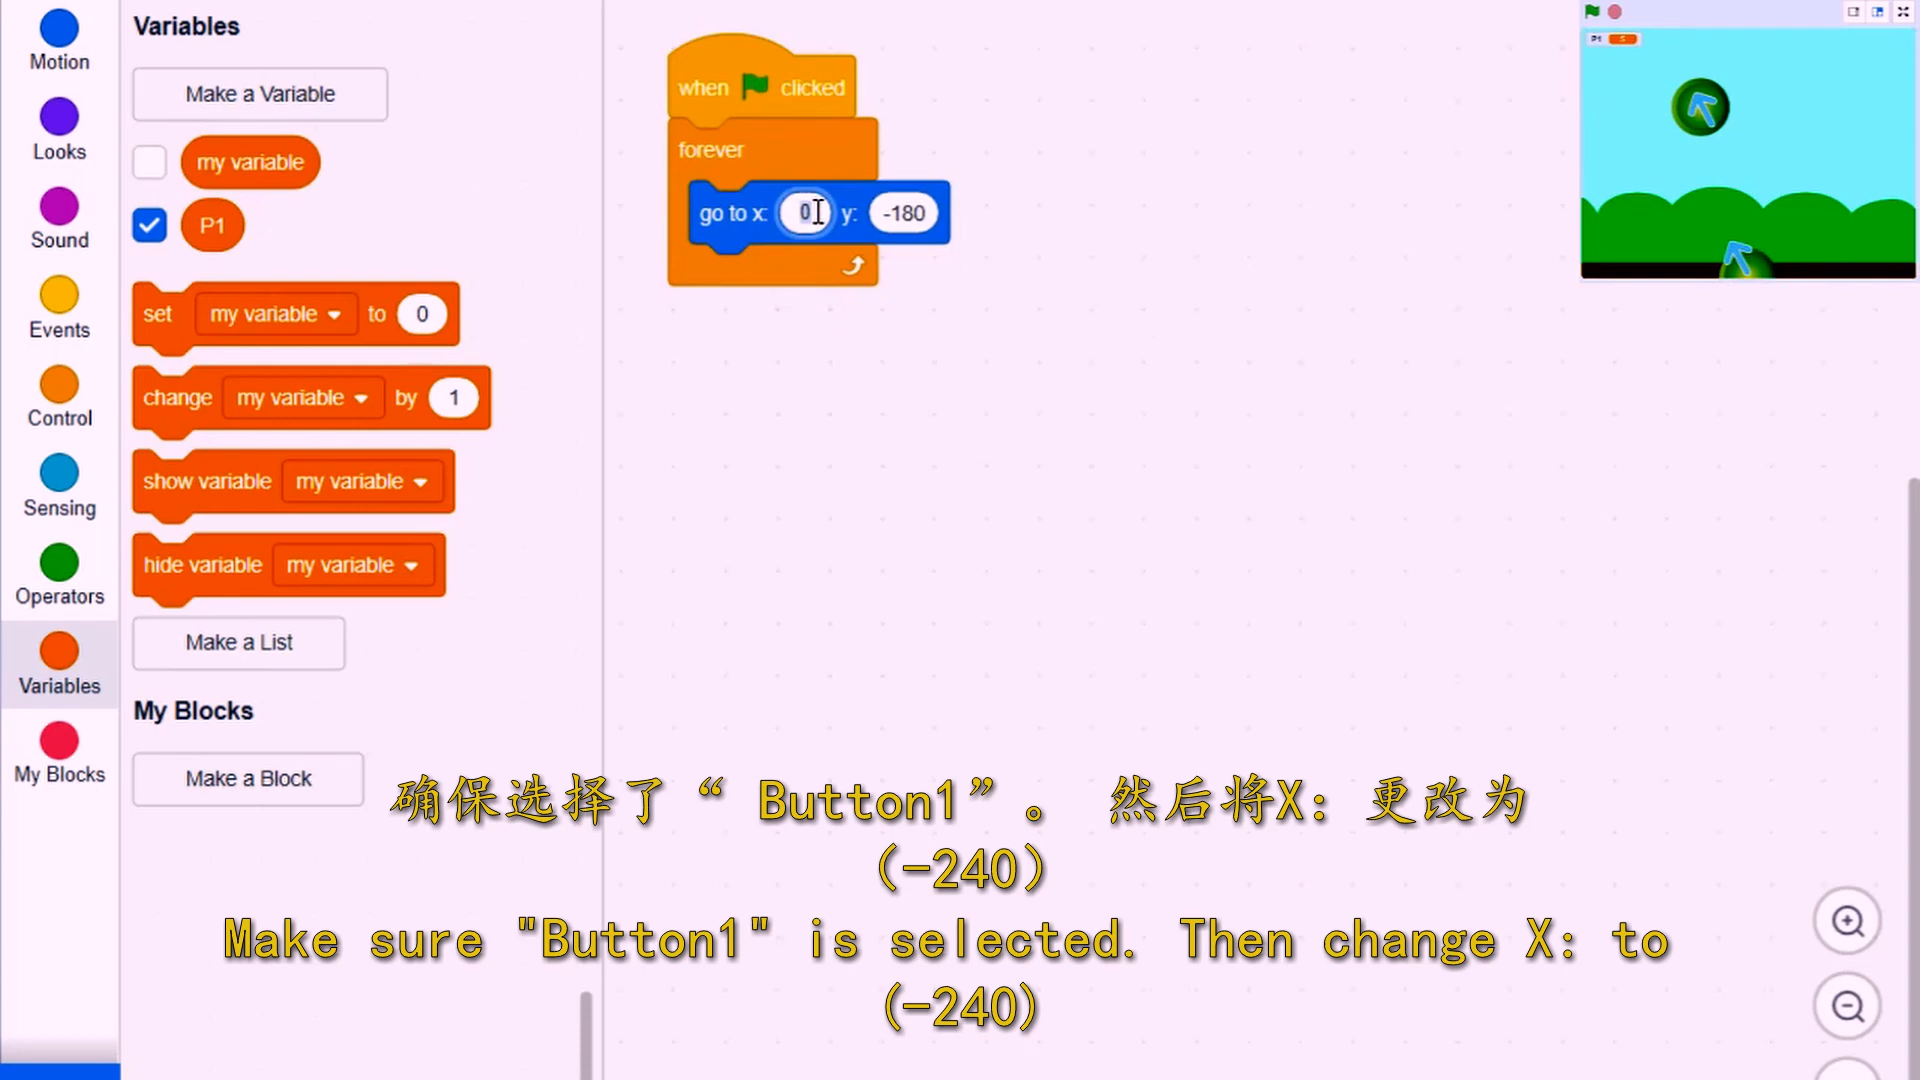 Motion
Looks
Sound
Events
Control
Sensing
Operators
Variables
My Blocks
Variables
Make a Variable
my variable
P1
set my variable to 0
change my variable by 1
show variable my variable
hide variable my variable
Make a List
My Blocks
Make a Block
when clicked
forever
go to x: 0 y: -180
P1
确保选择了“ Button1”。 然后将X：更改为
（-240）
Make sure "Button1" is selected. Then change X: to
(-240)